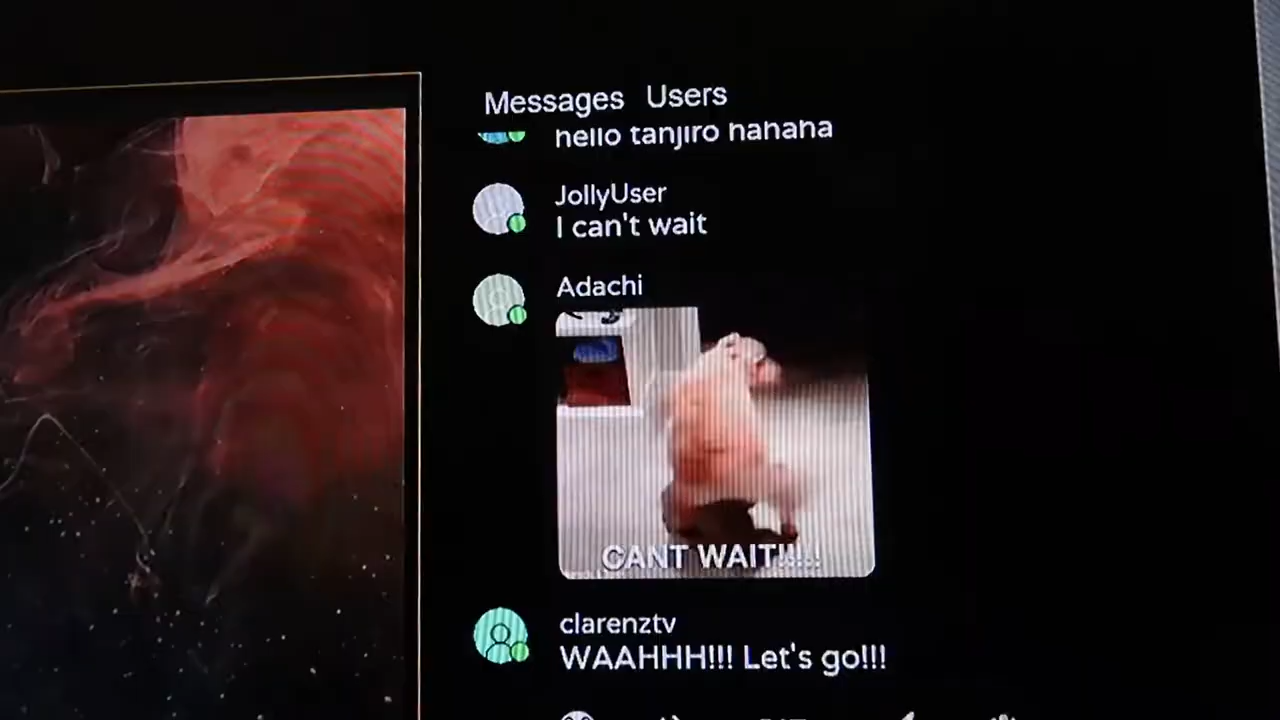 Messages Users
hello tanjiro hahaha
JollyUser
I can't wait
Adachi
CANT WAIT!!!!!
clarenztv
WAAHHH!!! Let's go!!!